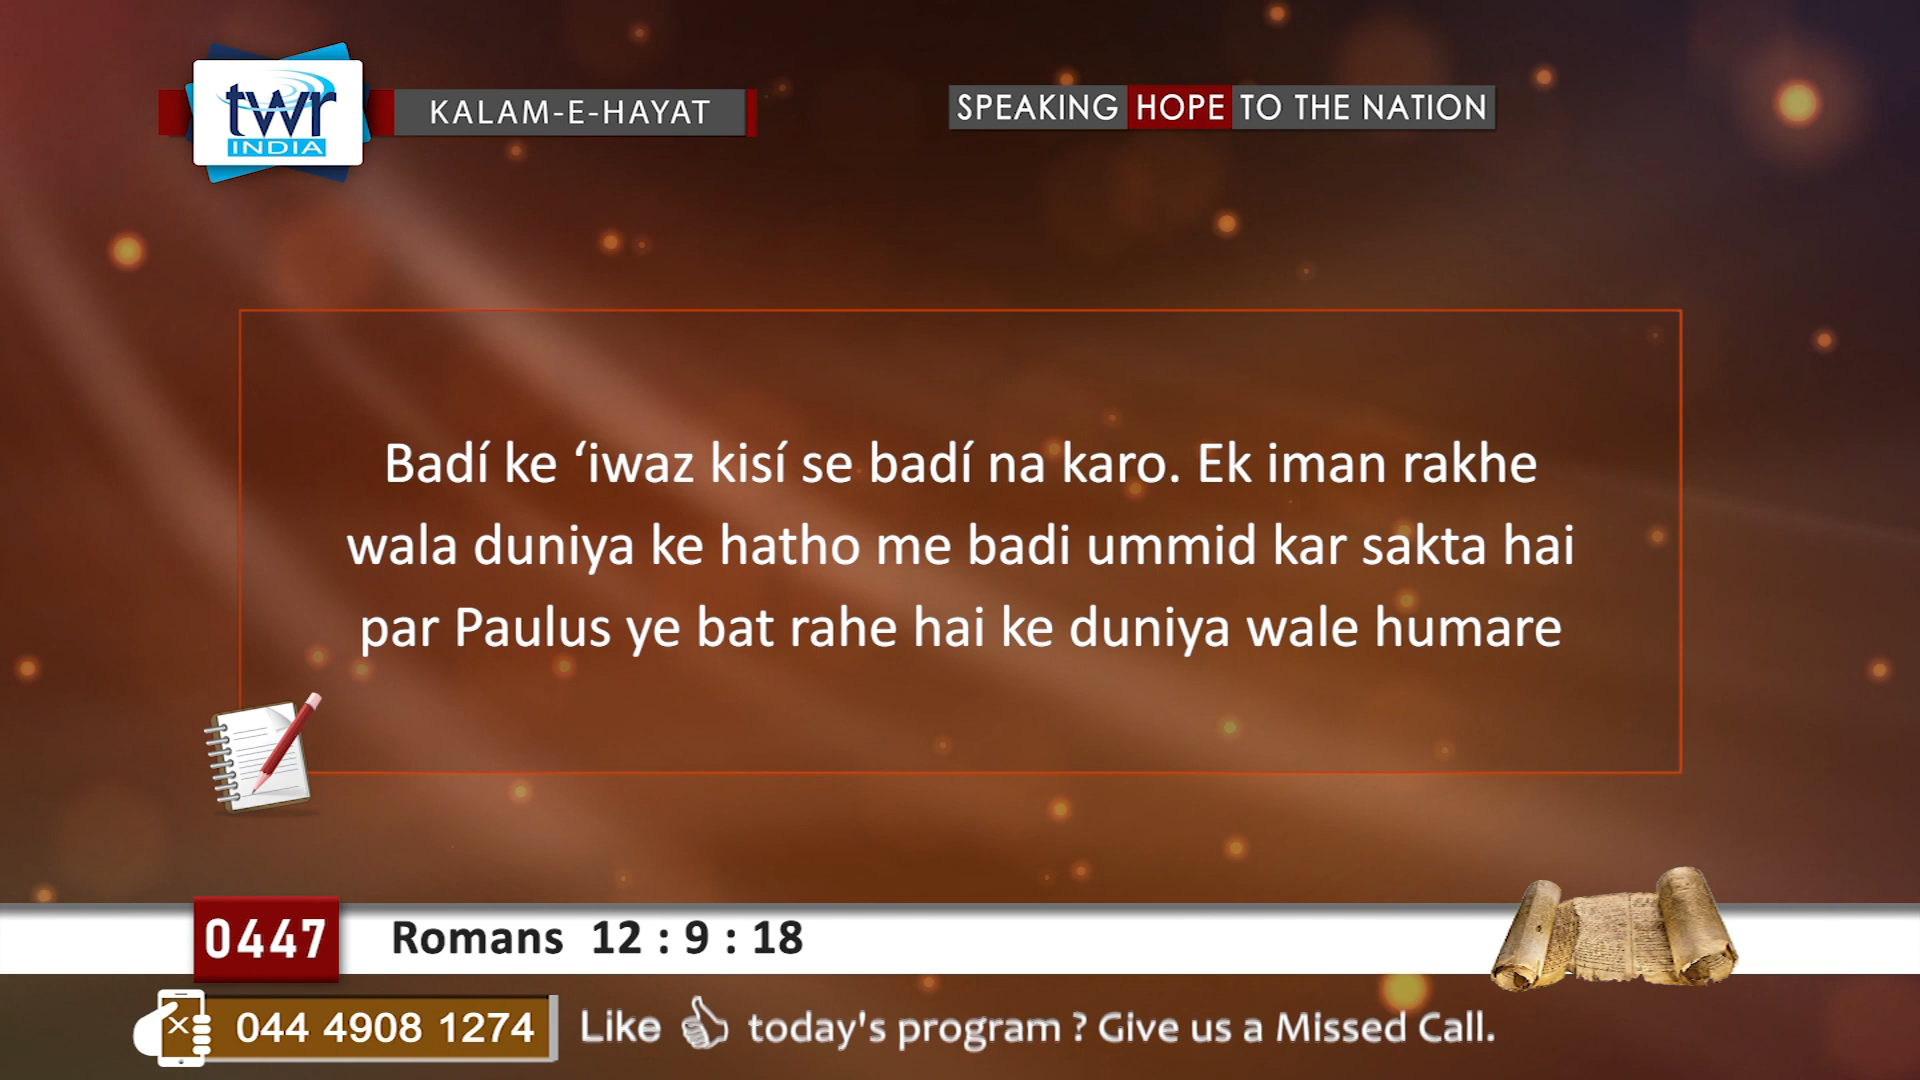 twr
INDIA
KALAM-E-HAYAT
SPEAKING HOPE TO THE NATION
Badí ke ‘iwaz kisí se badí na karo. Ek iman rakhe
wala duniya ke hatho me badi ummid kar sakta hai
par Paulus ye bat rahe hai ke duniya wale humare
0447
Romans 12 : 9 : 18
044 4908 1274
Like today's program ? Give us a Missed Call.